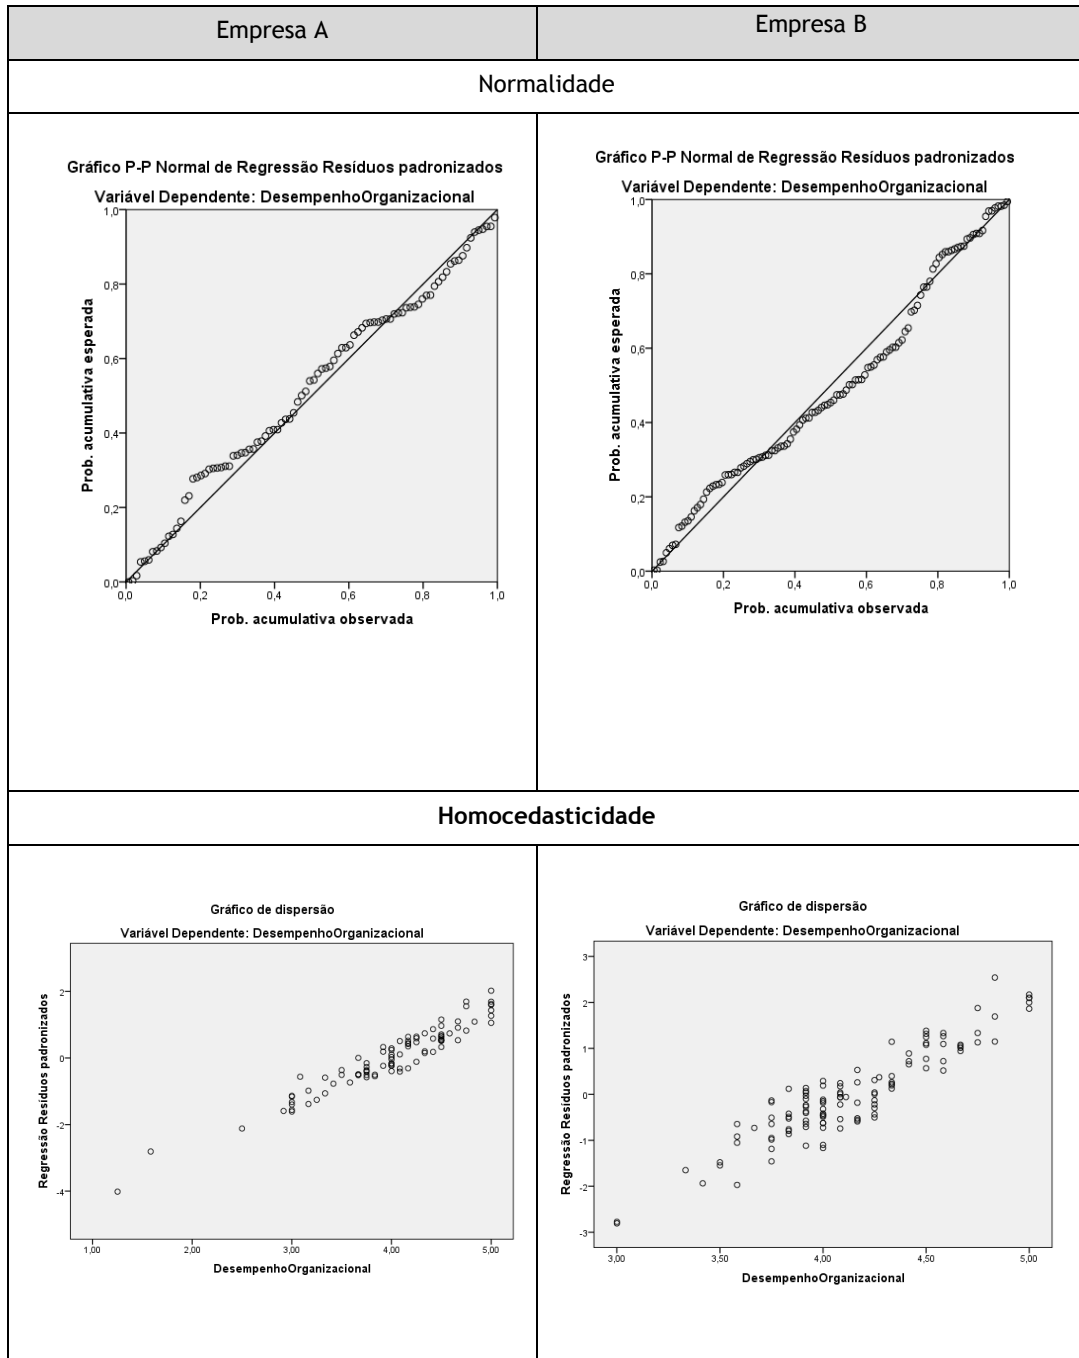 Empresa A
Empresa B
Normalidade
Gráfico P-P Normal de Regressão Resíduos padronizados
Variável Dependente: DesempenhoOrganizacional
1,0
0,8
0,6
0,4
0,2
0,0
Prob. acumulativa esperada
0,0 0,2 0,4 0,6 0,8 1,0
Prob. acumulativa observada
Gráfico P-P Normal de Regressão Resíduos padronizados
Variável Dependente: DesempenhoOrganizacional
1,0
0,8
0,6
0,4
0,2
0,0
Prob. acumulativa esperada
0,0 0,2 0,4 0,6 0,8 1,0
Prob. acumulativa observada
Homocedasticidade
Gráfico de dispersão
Variável Dependente: DesempenhoOrganizacional
2
0
-2
-4
Regressão Resíduos padronizados
1,00 2,00 3,00 4,00 5,00
DesempenhoOrganizacional
Gráfico de dispersão
Variável Dependente: DesempenhoOrganizacional
3
2
1
0
-1
-2
-3
Regressão Resíduos padronizados
3,00 3,50 4,00 4,50 5,00
DesempenhoOrganizacional